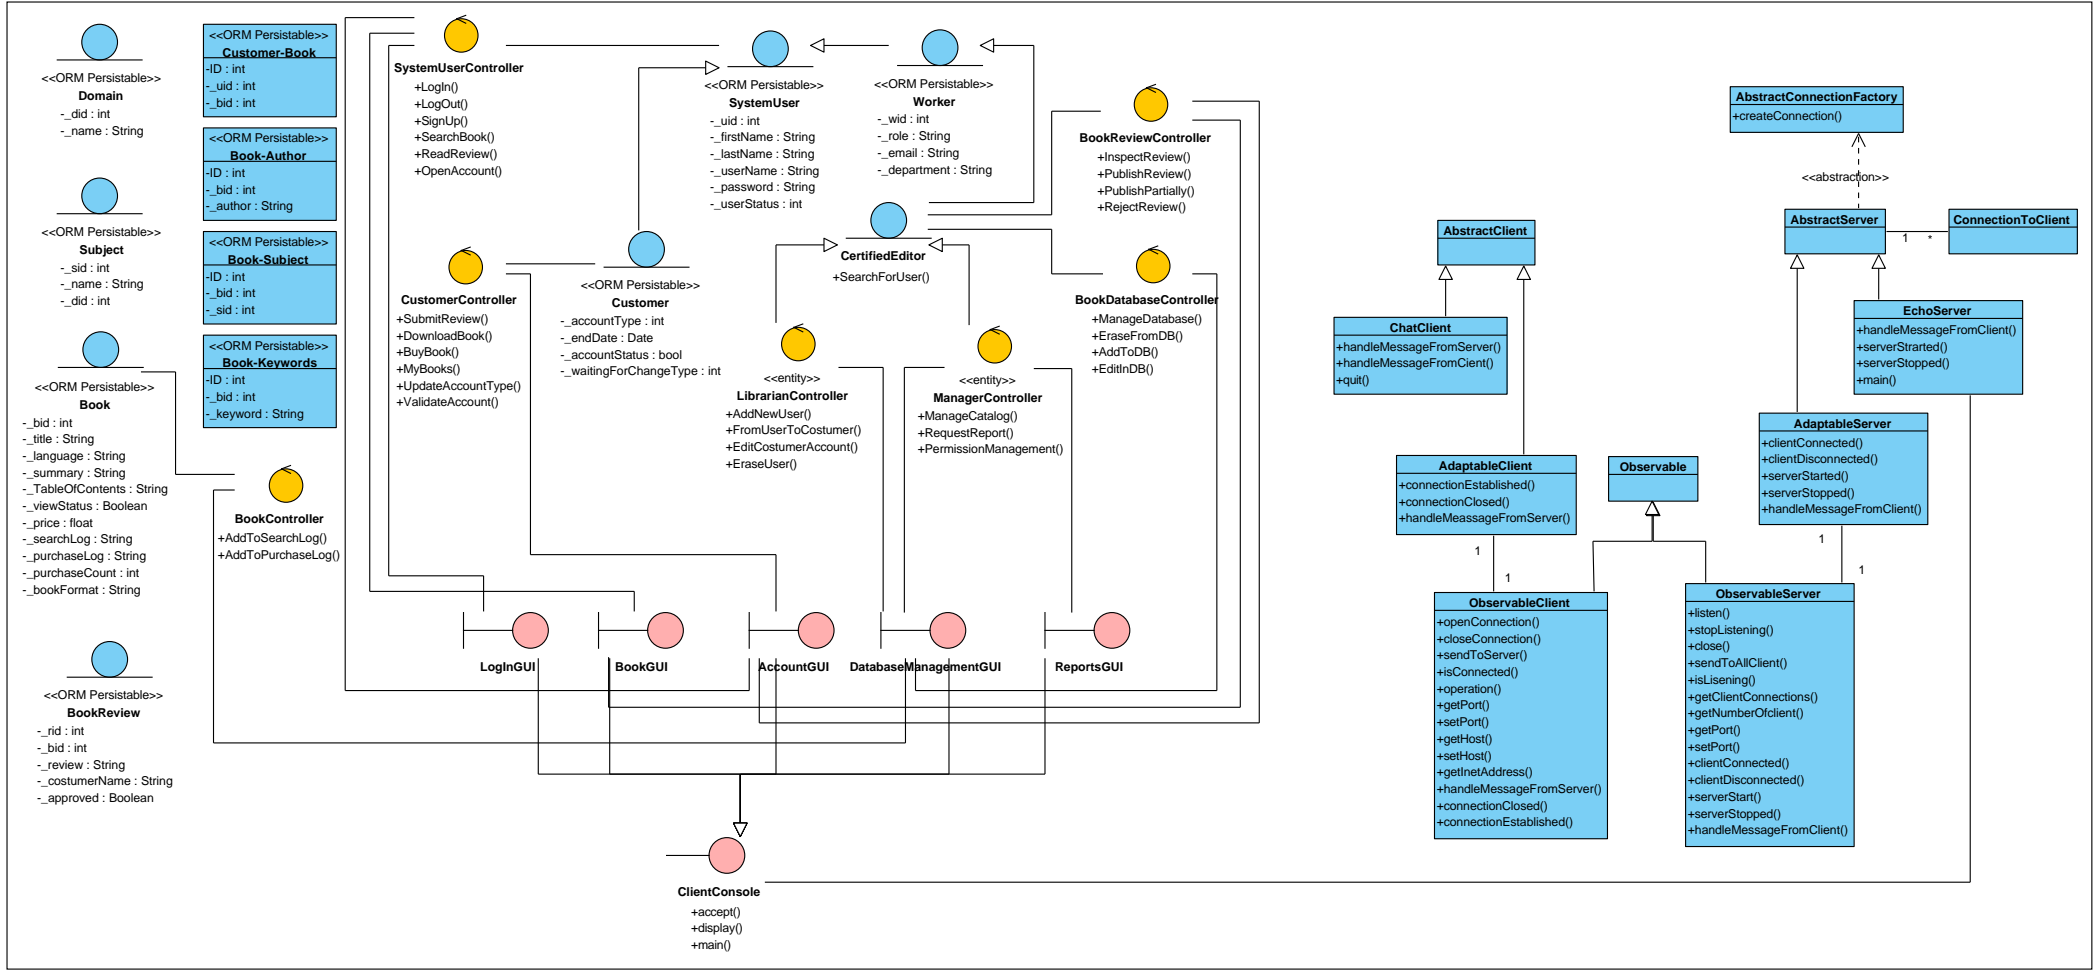 <<ORM Persistable>>
Domain
-_did : int
-_name : String
<<ORM Persistable>>
Subject
-_sid : int
-_name : String
-_did : int
<<ORM Persistable>>
Book
-_bid : int
-_title : String
-_language : String
-_summary : String
-_TableOfContents : String
-_viewStatus : Boolean
-_price : float
-_searchLog : String
-_purchaseLog : String
-_purchaseCount : int
-_bookFormat : String
<<ORM Persistable>>
BookReview
-_rid : int
-_bid : int
-_review : String
-_costumerName : String
-_approved : Boolean
<<ORM Persistable>>
Customer-Book
-ID : int
-_uid : int
-_bid : int
<<ORM Persistable>>
Book-Author
-ID : int
-_bid : int
-_author : String
<<ORM Persistable>>
Book-Subject
-ID : int
-_bid : int
-_sid : int
<<ORM Persistable>>
Book-Keywords
-ID : int
-_bid : int
-_keyword : String
BookController
+AddToSearchLog()
+AddToPurchaseLog()
SystemUserController
+LogIn()
+LogOut()
+SignUp()
+SearchBook()
+ReadReview()
+OpenAccount()
CustomerController
+SubmitReview()
+DownloadBook()
+BuyBook()
+MyBooks()
+UpdateAccountType()
+ValidateAccount()
<<ORM Persistable>>
SystemUser
-_uid : int
-_firstName : String
-_lastName : String
-_userName : String
-_password : String
-_userStatus : int
<<ORM Persistable>>
Customer
-_accountType : int
-_endDate : Date
-_accountStatus : bool
-_waitingForChangeType : int
<<ORM Persistable>>
Worker
-_wid : int
-_role : String
-_email : String
-_department : String
CertifiedEditor
+SearchForUser()
<<entity>>
LibrarianController
+AddNewUser()
+FromUserToCostumer()
+EditCostumerAccount()
+EraseUser()
<<entity>>
ManagerController
+ManageCatalog()
+RequestReport()
+PermissionManagement()
BookReviewController
+InspectReview()
+PublishReview()
+PublishPartially()
+RejectReview()
BookDatabaseController
+ManageDatabase()
+EraseFromDB()
+AddToDB()
+EditInDB()
LogInGUI
BookGUI
AccountGUI
DatabaseManagementGUI
ReportsGUI
ClientConsole
+accept()
+display()
+main()
AbstractConnectionFactory
+createConnection()
<<abstraction>>
AbstractClient
AbstractServer
1
*
ConnectionToClient
ChatClient
+handleMessageFromServer()
+handleMessageFromCient()
+quit()
EchoServer
+handleMessageFromClient()
+serverStrarted()
+serverStopped()
+main()
AdaptableClient
+connectionEstablished()
+connectionClosed()
+handleMeassageFromServer()
Observable
AdaptableServer
+clientConnected()
+clientDisconnected()
+serverStarted()
+serverStopped()
+handleMessageFromClient()
1
1
1
1
ObservableClient
+openConnection()
+closeConnection()
+sendToServer()
+isConnected()
+operation()
+getPort()
+setPort()
+getHost()
+setHost()
+getInetAddress()
+handleMessageFromServer()
+connectionClosed()
+connectionEstablished()
ObservableServer
+listen()
+stopListening()
+close()
+sendToAllClient()
+isLisening()
+getClientConnections()
+getNumberOfclient()
+getPort()
+setPort()
+clientConnected()
+clientDisconnected()
+serverStart()
+serverStopped()
+handleMessageFromClient()